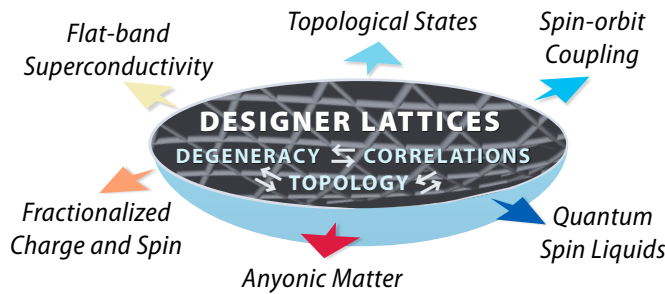 Flat-band
Superconductivity
Topological States
Spin-orbit
Coupling
DESIGNER LATTICES
DEGENERACY ⇆ CORRELATIONS
⇆ TOPOLOGY ⇆
Fractionalized
Charge and Spin
Anyonic Matter
Quantum
Spin Liquids